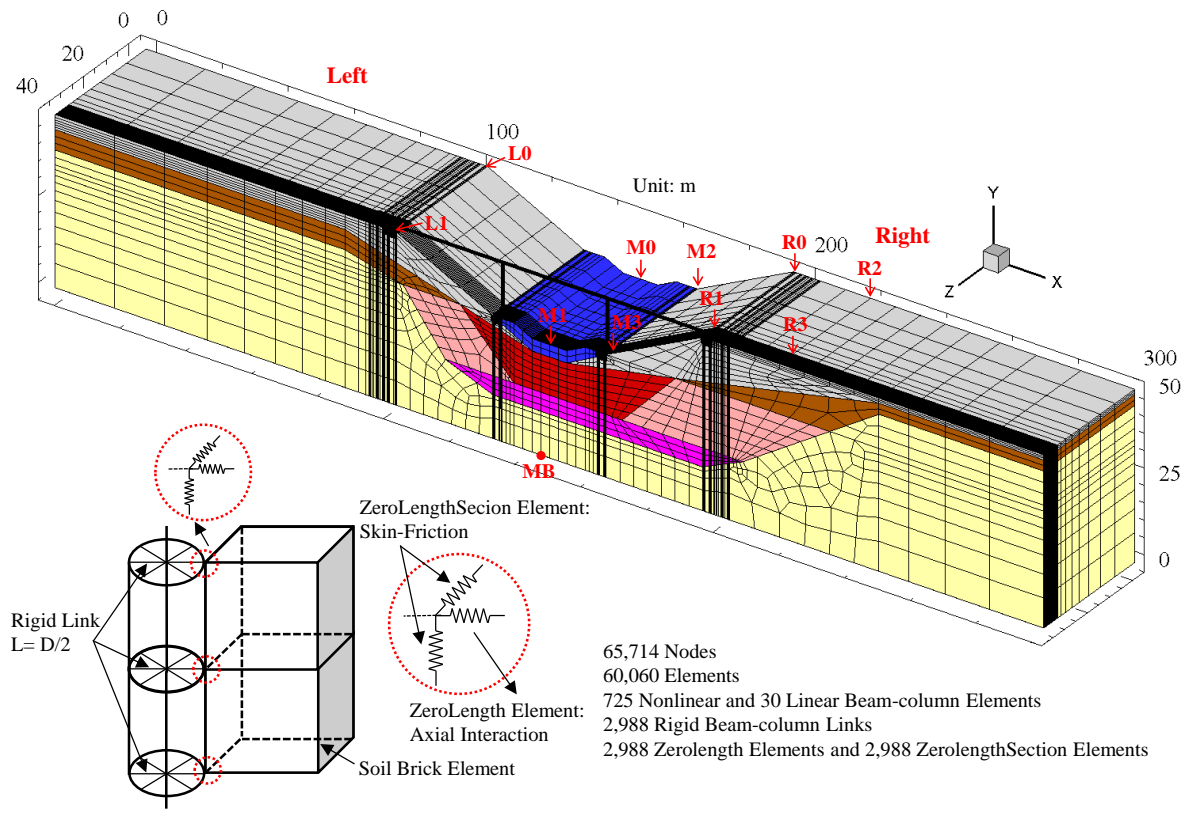 0 0
20
40
Left
100
L0
Unit: m
Y
X
Z
L1
M0
M2
R0
200
Right
R2
R1
M1
M3
R3
300
50
25
0
MB
ZeroLengthSecion Element:
Skin-Friction
Rigid Link
L= D/2
ZeroLength Element:
Axial Interaction
Soil Brick Element
65,714 Nodes
60,060 Elements
725 Nonlinear and 30 Linear Beam-column Elements
2,988 Rigid Beam-column Links
2,988 Zerolength Elements and 2,988 ZerolengthSection Elements